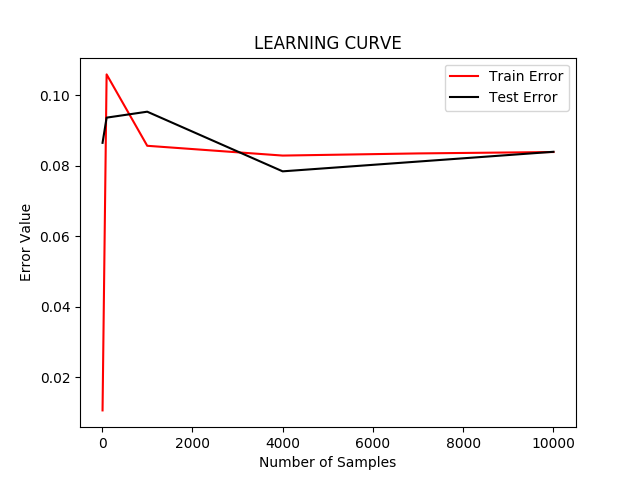 LEARNING CURVE
Train Error
Test Error
0.10
0.08
0.06
0.04
0.02
Error Value
0 2000 4000 6000 8000 10000
Number of Samples